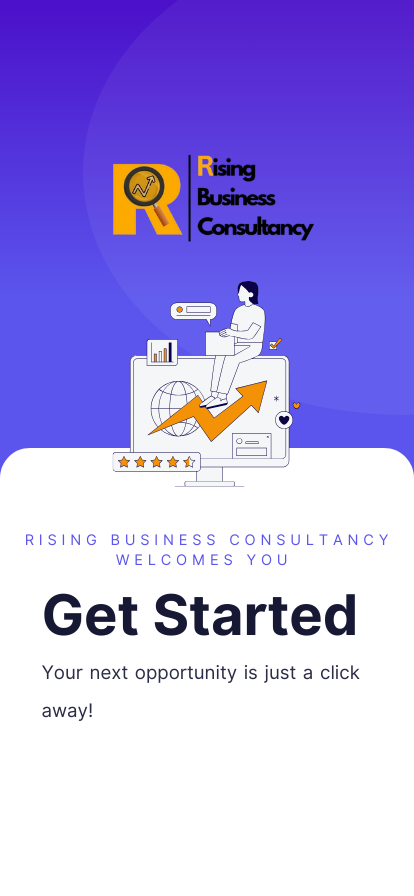 Rising
Business
Consultancy
RISING BUSINESS CONSULTANCY
WELCOMES YOU
Get Started
Your next opportunity is just a click
away!